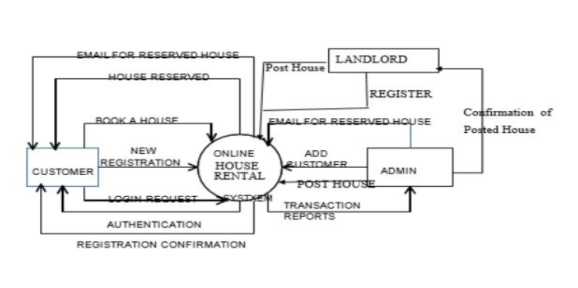 EMAIL FOR RESERVED HOUSE
HOUSE RESERVED
Post House
LANDLORD
REGISTER
Confirmation of
Posted House
BOOK A HOUSE
EMAIL FOR RESERVED HOUSE
NEW
REGISTRATION
ONLINE
HOUSE
RENTAL
SYSTXEM
ADD
CUSTOMER
CUSTOMER
ADMIN
POST HOUSE
LOGIN REQUEST
TRANSACTION
REPORTS
AUTHENTICATION
REGISTRATION CONFIRMATION